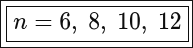 n = 6, 8, 10, 12